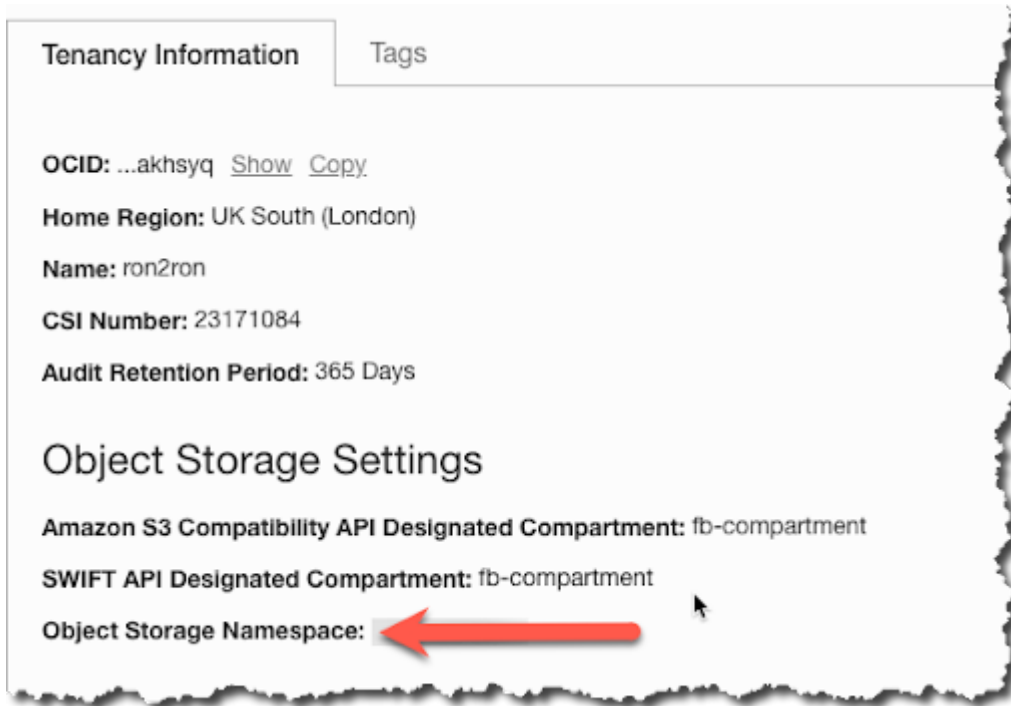 Tenancy Information
Tags
OCID: ...akhsyq Show Copy
Home Region: UK South (London)
Name: ron2ron
CSI Number: 23171084
Audit Retention Period: 365 Days
Object Storage Settings
Amazon S3 Compatibility API Designated Compartment: fb-compartment
SWIFT API Designated Compartment: fb-compartment
Object Storage Namespace: